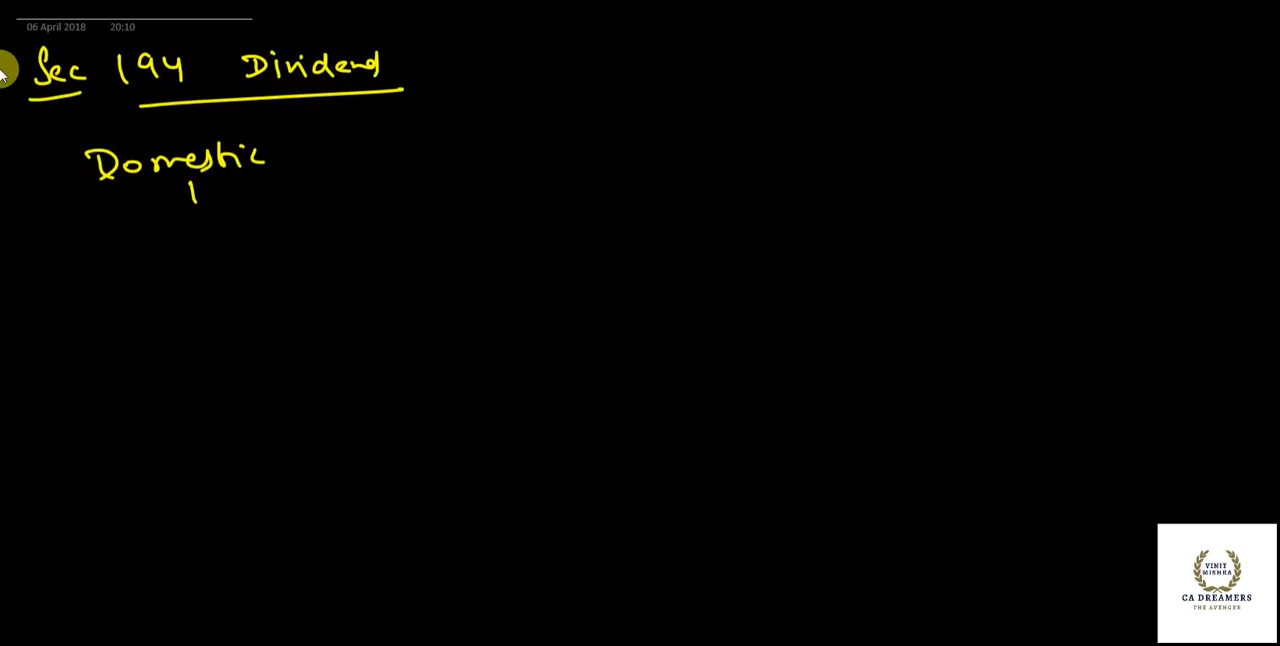 06 April 2018 20:10
Sec 194 Dividend
Domestic
VINIT
MISHRA
CA DREAMERS
THE AVENGER